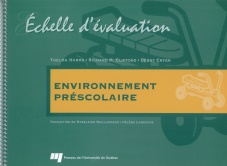 Échelle d'évaluation
Thelma Harms • Richard M. Clifford • Debby Cryer
ENVIRONNEMENT
PRÉSCOLAIRE
Presses de l'Université du Québec